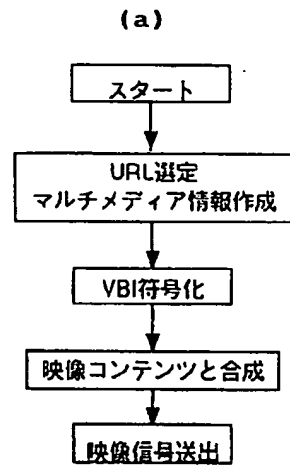 (a)
スタート
URL選定
マルチメディア情報作成
VBI符号化
映像コンテンツと合成
映像信号送出